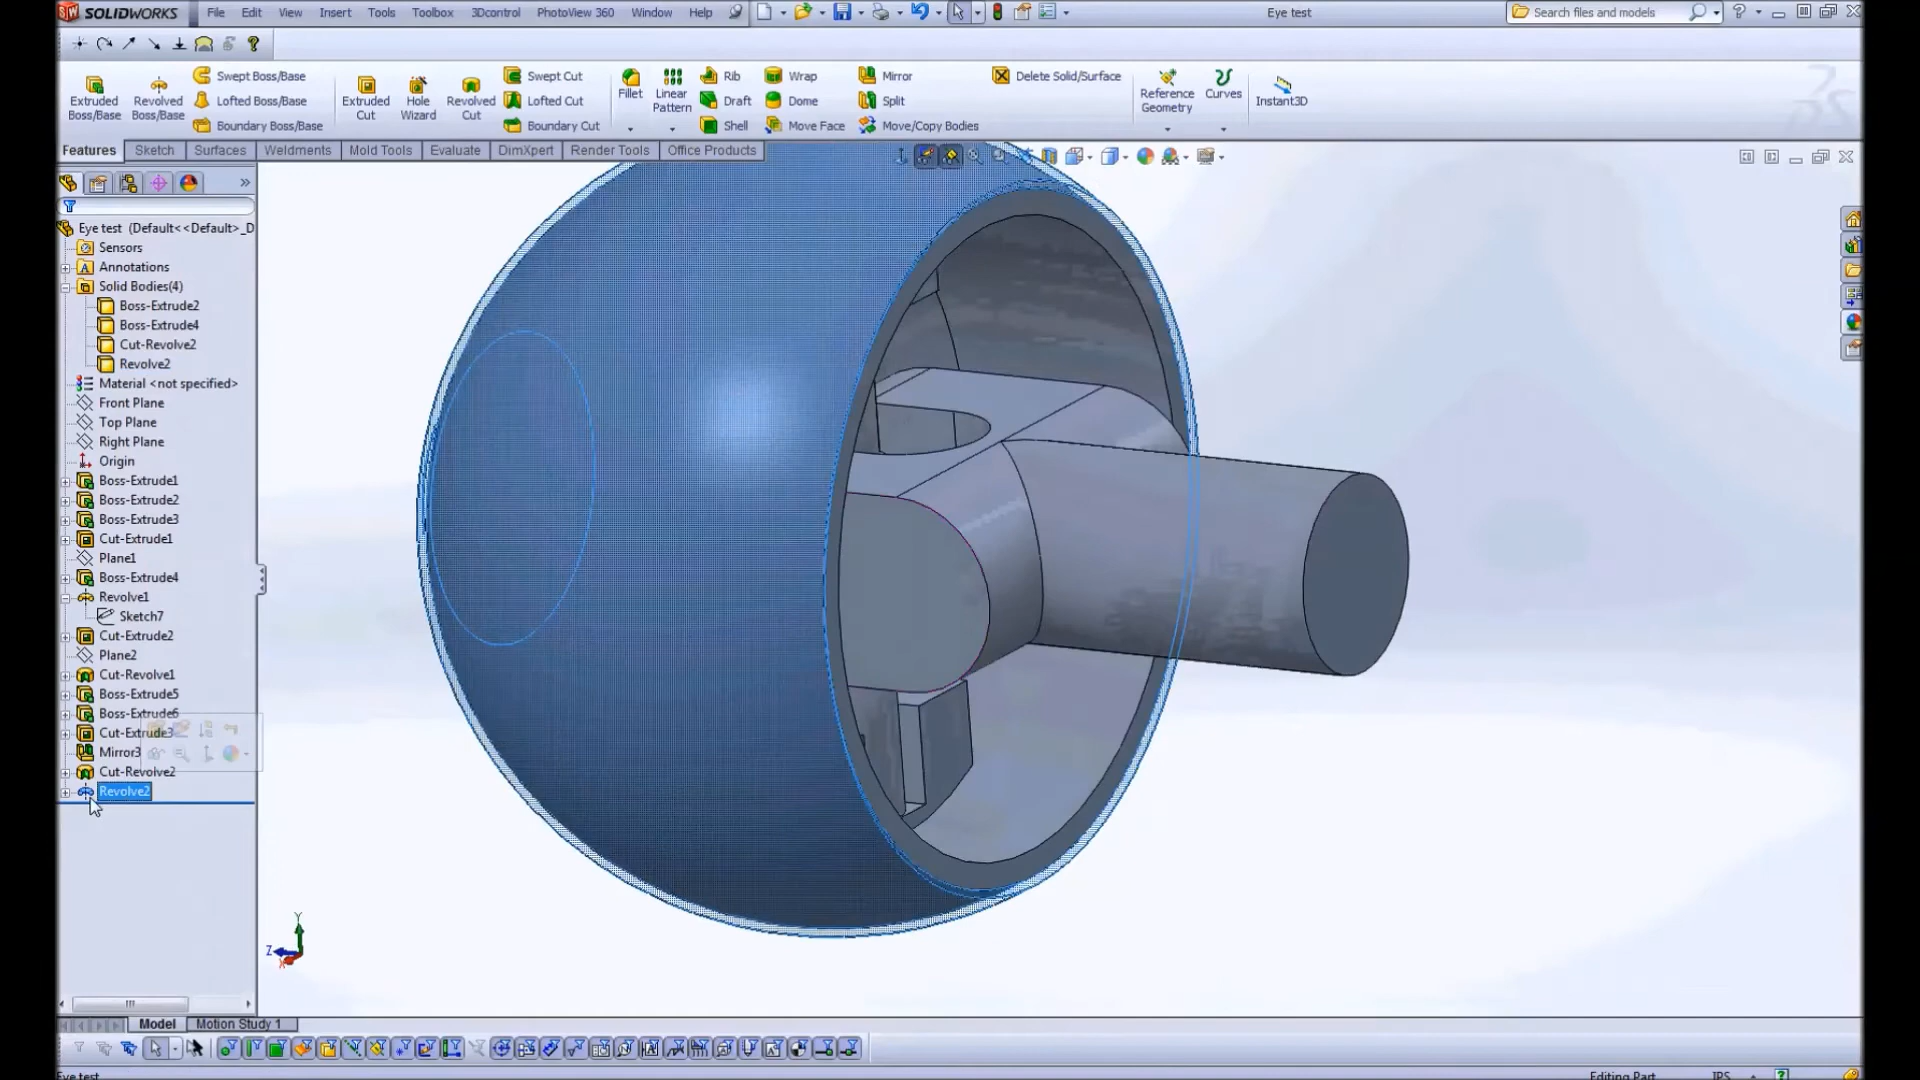 SOLIDWORKS File Edit View Insert Tools Toolbox 3Dcontrol PhotoView 360 Window Help Eye test Search files and models
Extruded Boss/Base
Revolved Boss/Base
Swept Boss/Base
Lofted Boss/Base
Boundary Boss/Base
Extruded Cut
Hole Wizard
Revolved Cut
Swept Cut
Lofted Cut
Boundary Cut
Fillet
Linear Pattern
Rib
Draft
Shell
Wrap
Dome
Move Face
Mirror
Split
Move/Copy Bodies
Delete Solid/Surface
Reference Geometry
Curves
Instant3D
Features Sketch Surfaces Weldments Mold Tools Evaluate DimXpert Render Tools Office Products
Eye test (Default<<Default>_D
Sensors
Annotations
Solid Bodies(4)
Boss-Extrude2
Boss-Extrude4
Cut-Revolve2
Revolve2
Material <not specified>
Front Plane
Top Plane
Right Plane
Origin
Boss-Extrude1
Boss-Extrude2
Boss-Extrude3
Cut-Extrude1
Plane1
Boss-Extrude4
Revolve1
Sketch7
Cut-Extrude2
Plane2
Cut-Revolve1
Boss-Extrude5
Boss-Extrude6
Cut-Extrude3
Mirror3
Cut-Revolve2
Revolve2
Y
Z
X
Model Motion Study 1
Eye test Editing Part IPS